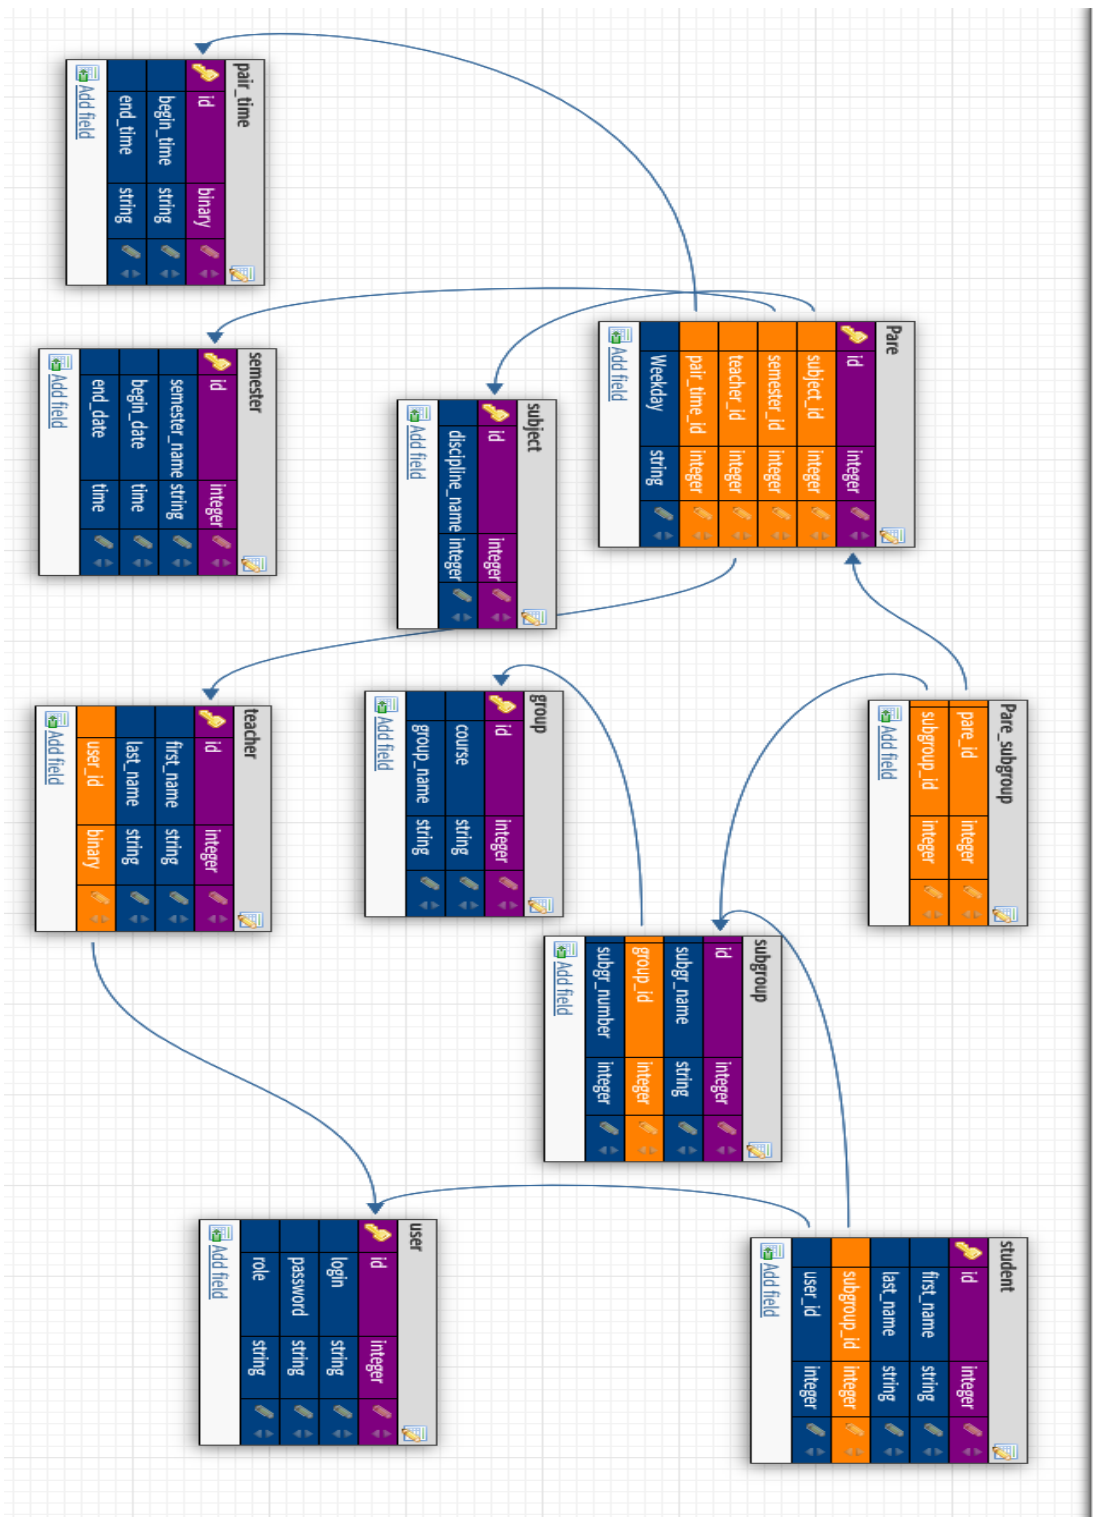 pair_time
id binary
begin_time string
end_time string
Add field
Pare
id integer
subject_id integer
semester_id integer
teacher_id integer
pair_time_id integer
Weekday string
Add field
semester
id integer
semester_name string
begin_date time
end_date time
Add field
subject
id integer
discipline_name integer
Add field
Pare_subgroup
pare_id integer
subgroup_id integer
Add field
group
id integer
course string
group_name string
Add field
teacher
id integer
first_name string
last_name string
user_id binary
Add field
subgroup
id integer
subgr_name string
group_id integer
subgr_number integer
Add field
student
id integer
first_name string
last_name string
subgroup_id integer
user_id integer
Add field
user
id integer
login string
password string
role string
Add field